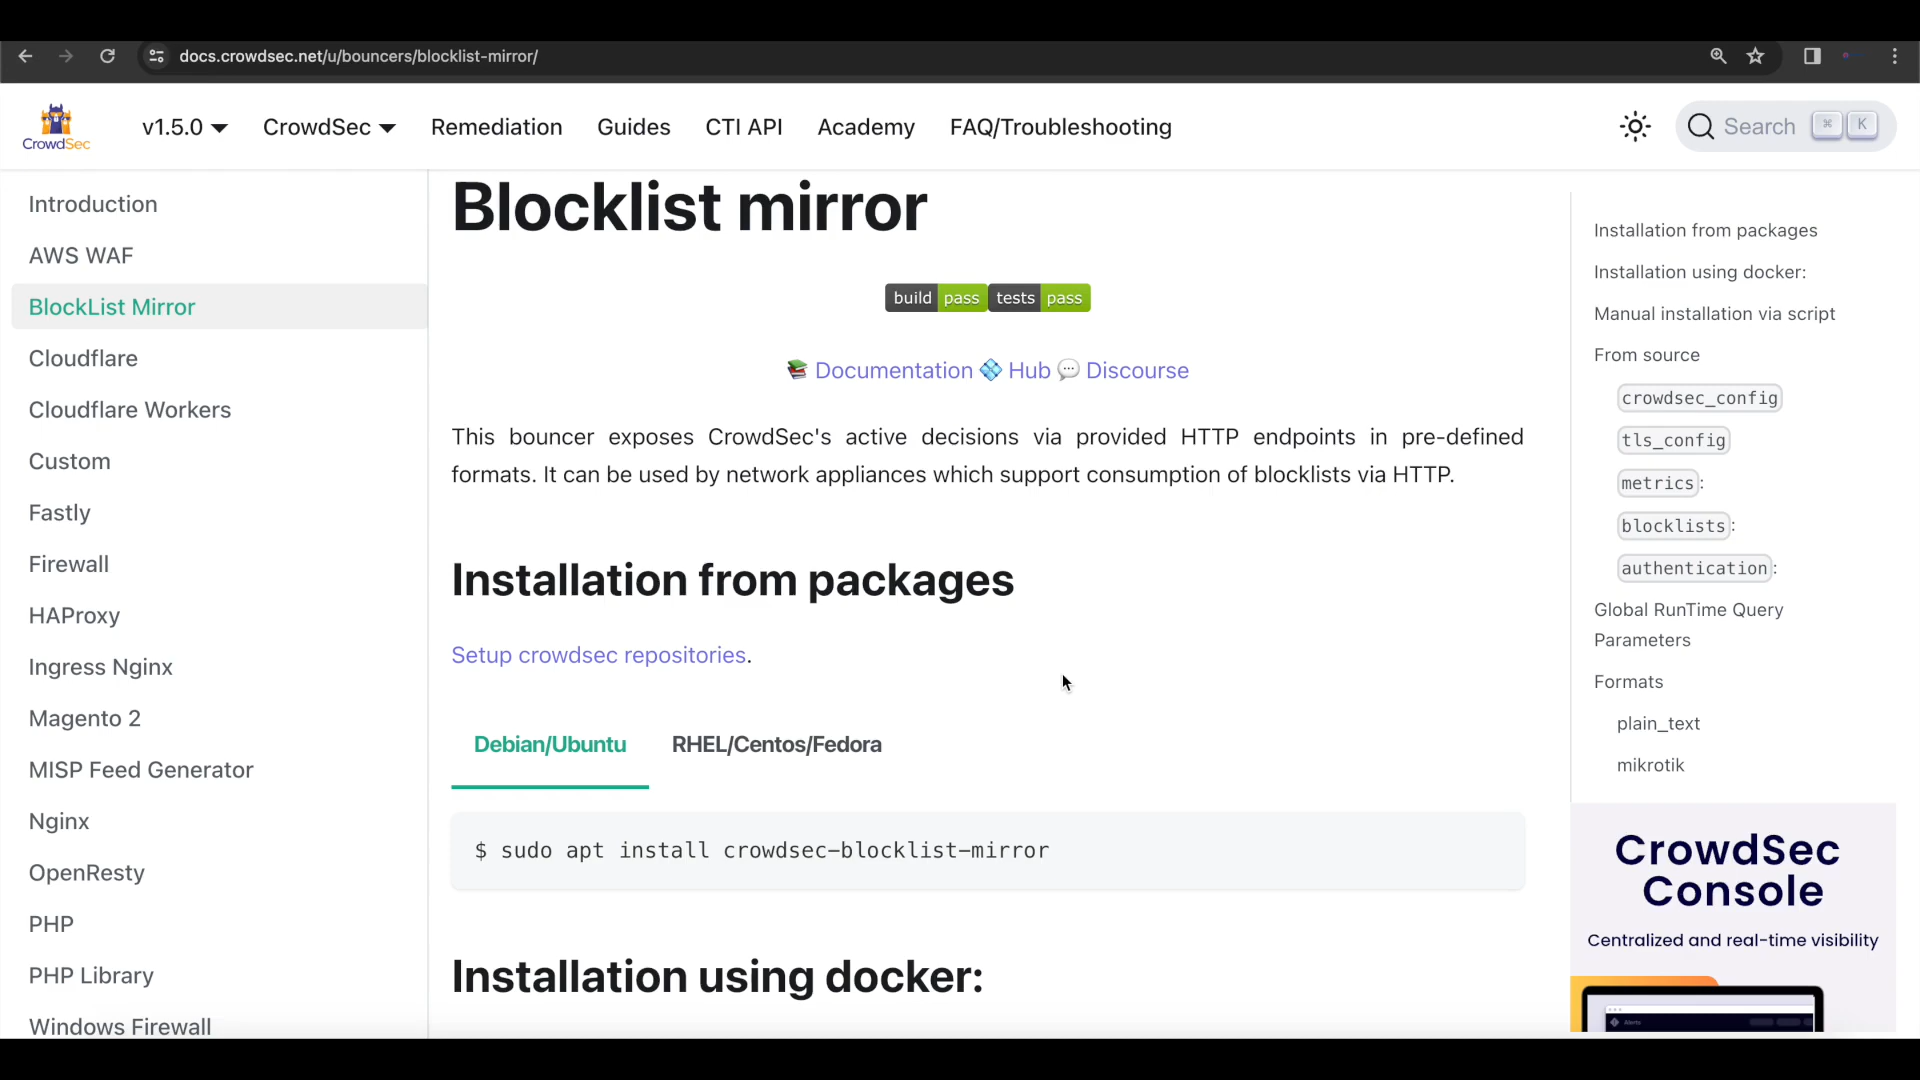 docs.crowdsec.net/u/bouncers/blocklist-mirror/
CrowdSec
v1.5.0
CrowdSec
Remediation
Guides
CTI API
Academy
FAQ/Troubleshooting
Search
⌘
K
Introduction
AWS WAF
BlockList Mirror
Cloudflare
Cloudflare Workers
Custom
Fastly
Firewall
HAProxy
Ingress Nginx
Magento 2
MISP Feed Generator
Nginx
OpenResty
PHP
PHP Library
Windows Firewall
Blocklist mirror
build pass tests pass
📚 Documentation 💠 Hub 💬 Discourse
This bouncer exposes CrowdSec's active decisions via provided HTTP endpoints in pre-defined
formats. It can be used by network appliances which support consumption of blocklists via HTTP.
Installation from packages
Setup crowdsec repositories.
Debian/Ubuntu
RHEL/Centos/Fedora
$ sudo apt install crowdsec-blocklist-mirror
Installation using docker:
Installation from packages
Installation using docker:
Manual installation via script
From source
crowdsec_config
tls_config
metrics:
blocklists:
authentication:
Global RunTime Query
Parameters
Formats
plain_text
mikrotik
CrowdSec
Console
Centralized and real-time visibility
Alerts